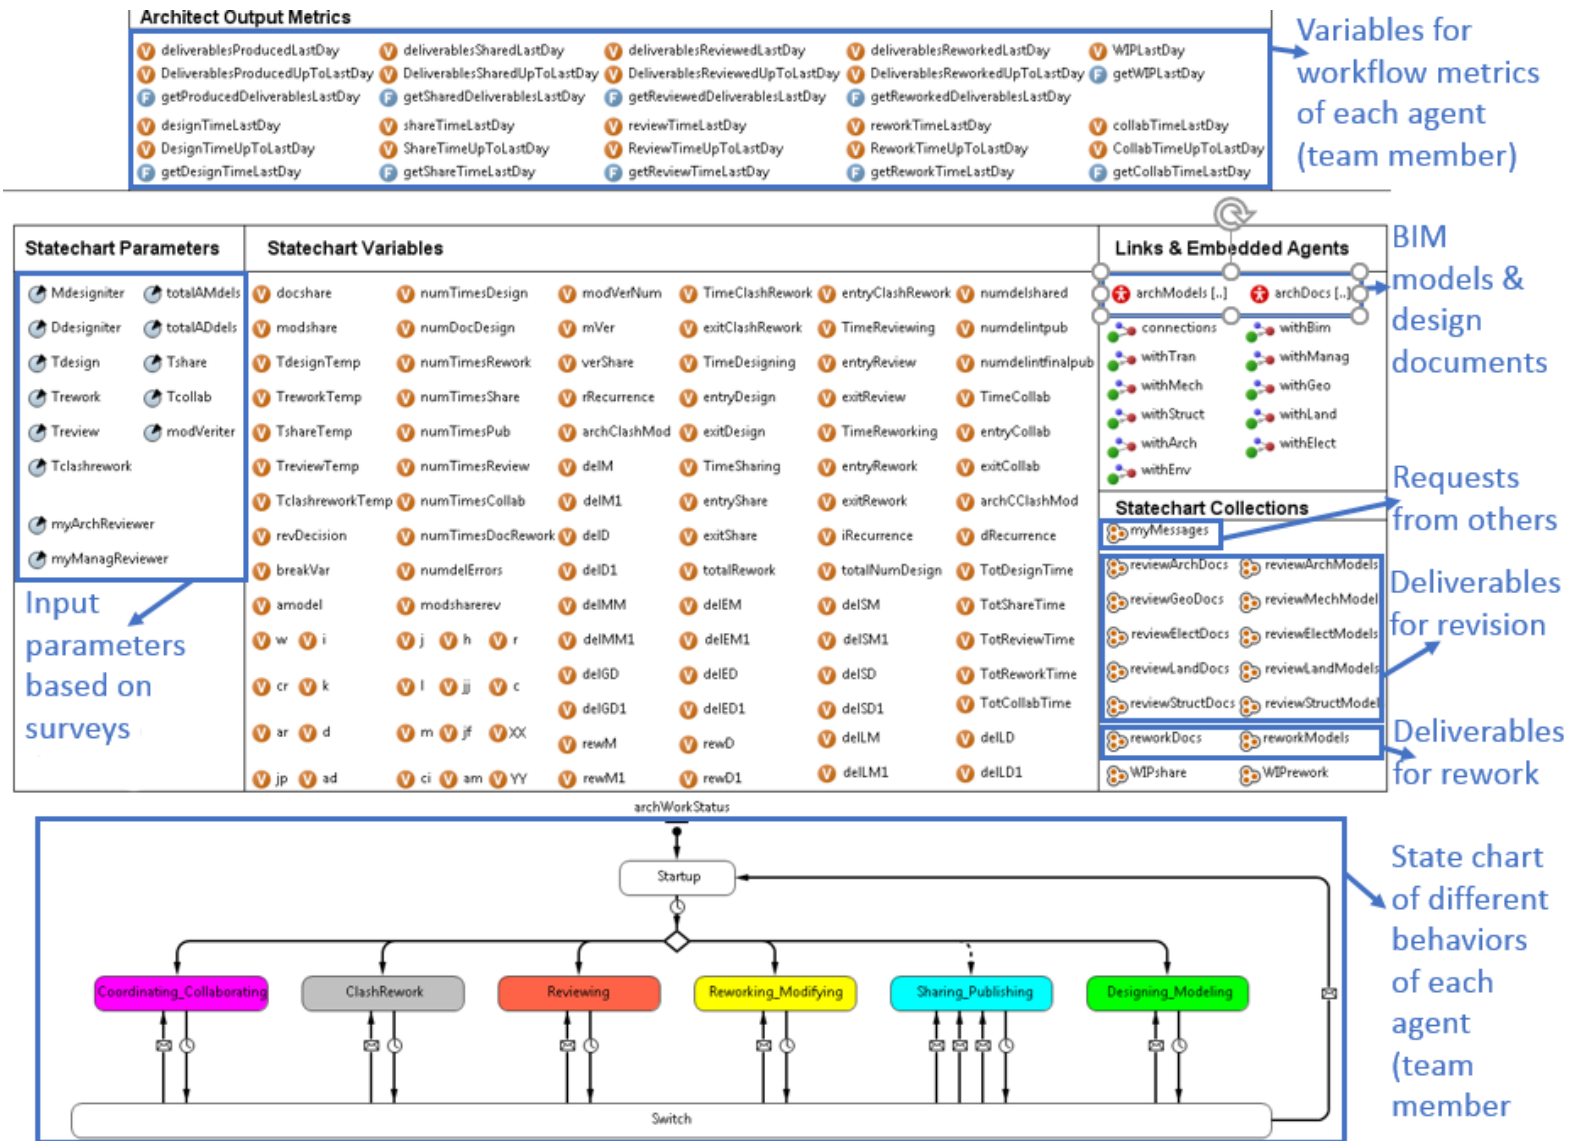 Architect Output Metrics
deliverablesProducedLastDay deliverablesSharedLastDay deliverablesReviewedLastDay deliverablesReworkedLastDay WIPLastDay
DeliverablesProducedUpToLastDay DeliverablesSharedUpToLastDay DeliverablesReviewedUpToLastDay DeliverablesReworkedUpToLastDay getWIPLastDay
getProducedDeliverablesLastDay getSharedDeliverablesLastDay getReviewedDeliverablesLastDay getReworkedDeliverablesLastDay
designTimeLastDay shareTimeLastDay reviewTimeLastDay reworkTimeLastDay collabTimeLastDay
DesignTimeUpToLastDay ShareTimeUpToLastDay ReviewTimeUpToLastDay ReworkTimeUpToLastDay CollabTimeUpToLastDay
getDesignTimeLastDay getShareTimeLastDay getReviewTimeLastDay getReworkTimeLastDay getCollabTimeLastDay
Variables for
workflow metrics
of each agent
(team member)
Statechart Parameters
Mdesigniter totalAMdels
Ddesigniter totalADdels
Tdesign Tshare
Trework Tcollab
Treview modVeriter
Tclashrework
myArchReviewer
myManagReviewer
Input
parameters
based on
surveys
Statechart Variables
docshare numTimesDesign modVerNum TimeClashRework entryClashRework numdelshared
modshare numDocDesign mVer exitClashRework TimeReviewing numdelintpub
TdesignTemp numTimesRework verShare TimeDesigning entryReview numdelintfinalpub
TreworkTemp numTimesShare rRecurrence entryDesign exitReview TimeCollab
TshareTemp numTimesPub archClashMod exitDesign TimeReworking entryCollab
TreviewTemp numTimesReview delM TimeSharing entryRework exitCollab
TclashreworkTemp numTimesCollab delM1 entryShare exitRework archCClashMod
revDecision numTimesDocRework delD exitShare iRecurrence dRecurrence
breakVar numdelErrors delD1 totalRework totalNumDesign TotDesignTime
amodel modsharerev delMM delEM delSM TotShareTime
w i j h r delMM1 delEM1 delSM1 TotReviewTime
cr k l jj c delGD delED delSD TotReworkTime
delGD1 delED1 delSD1 TotCollabTime
ar d m jf XX rewM rewD delLM delLD
jp ad ci am YY rewM1 rewD1 delLM1 delLD1
Links & Embedded Agents
archModels [..] archDocs [..]
connections withBim
withTran withManag
withMech withGeo
withStruct withLand
withArch withElect
withEnv
BIM
models &
design
documents
Statechart Collections
myMessages
reviewArchDocs reviewArchModels
reviewGeoDocs reviewMechModel
reviewElectDocs reviewElectModels
reviewLandDocs reviewLandModels
reviewStructDocs reviewStructModel
reworkDocs reworkModels
WIPshare WIPrework
Requests
from others
Deliverables
for revision
Deliverables
for rework
archWorkStatus
Startup
Coordinating_Collaborating ClashRework Reviewing Reworking_Modifying Sharing_Publishing Designing_Modeling
Switch
State chart
of different
behaviors
of each
agent
(team
member